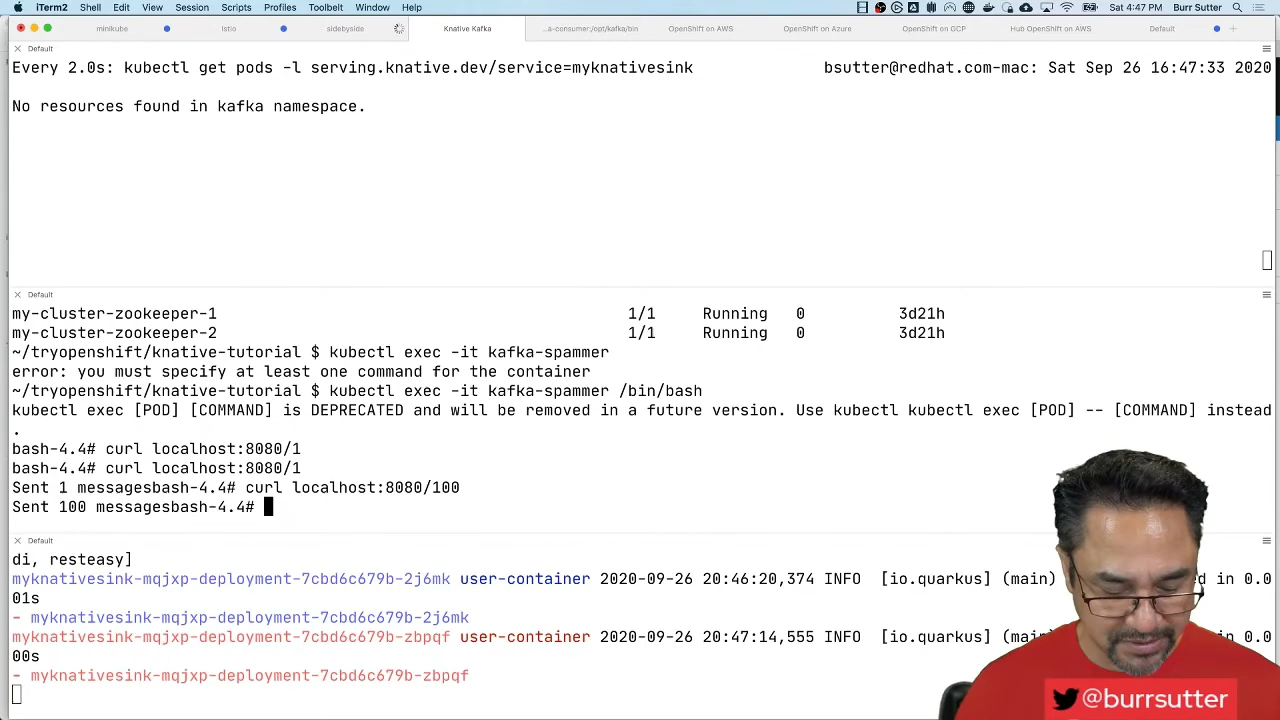 iTerm2 Shell Edit View Session Scripts Profiles Toolbelt Window Help Sat 4:47 PM Burr Sutter
minikube Istio sidebyside Knative Kafka ...a-consumer:/opt/kafka/bin OpenShift on AWS OpenShift on Azure OpenShift on GCP Hub OpenShift on AWS Default
Default
Every 2.0s: kubectl get pods -l serving.knative.dev/service=myknativesink bsutter@redhat.com-mac: Sat Sep 26 16:47:33 2020
No resources found in kafka namespace.
Default
my-cluster-zookeeper-1 1/1 Running 0 3d21h
my-cluster-zookeeper-2 1/1 Running 0 3d21h
~/tryopenshift/knative-tutorial $ kubectl exec -it kafka-spammer
error: you must specify at least one command for the container
~/tryopenshift/knative-tutorial $ kubectl exec -it kafka-spammer /bin/bash
kubectl exec [POD] [COMMAND] is DEPRECATED and will be removed in a future version. Use kubectl kubectl exec [POD] -- [COMMAND] instead
.
bash-4.4# curl localhost:8080/1
bash-4.4# curl localhost:8080/1
Sent 1 messagesbash-4.4# curl localhost:8080/100
Sent 100 messagesbash-4.4#
Default
di, resteasy]
myknativesink-mqjxp-deployment-7cbd6c679b-2j6mk user-container 2020-09-26 20:46:20,374 INFO [io.quarkus] (main) d in 0.0
01s
- myknativesink-mqjxp-deployment-7cbd6c679b-2j6mk
myknativesink-mqjxp-deployment-7cbd6c679b-zbpqf user-container 2020-09-26 20:47:14,555 INFO [io.quarkus] (mai in 0.0
00s
- myknativesink-mqjxp-deployment-7cbd6c679b-zbpqf
@burrsutter